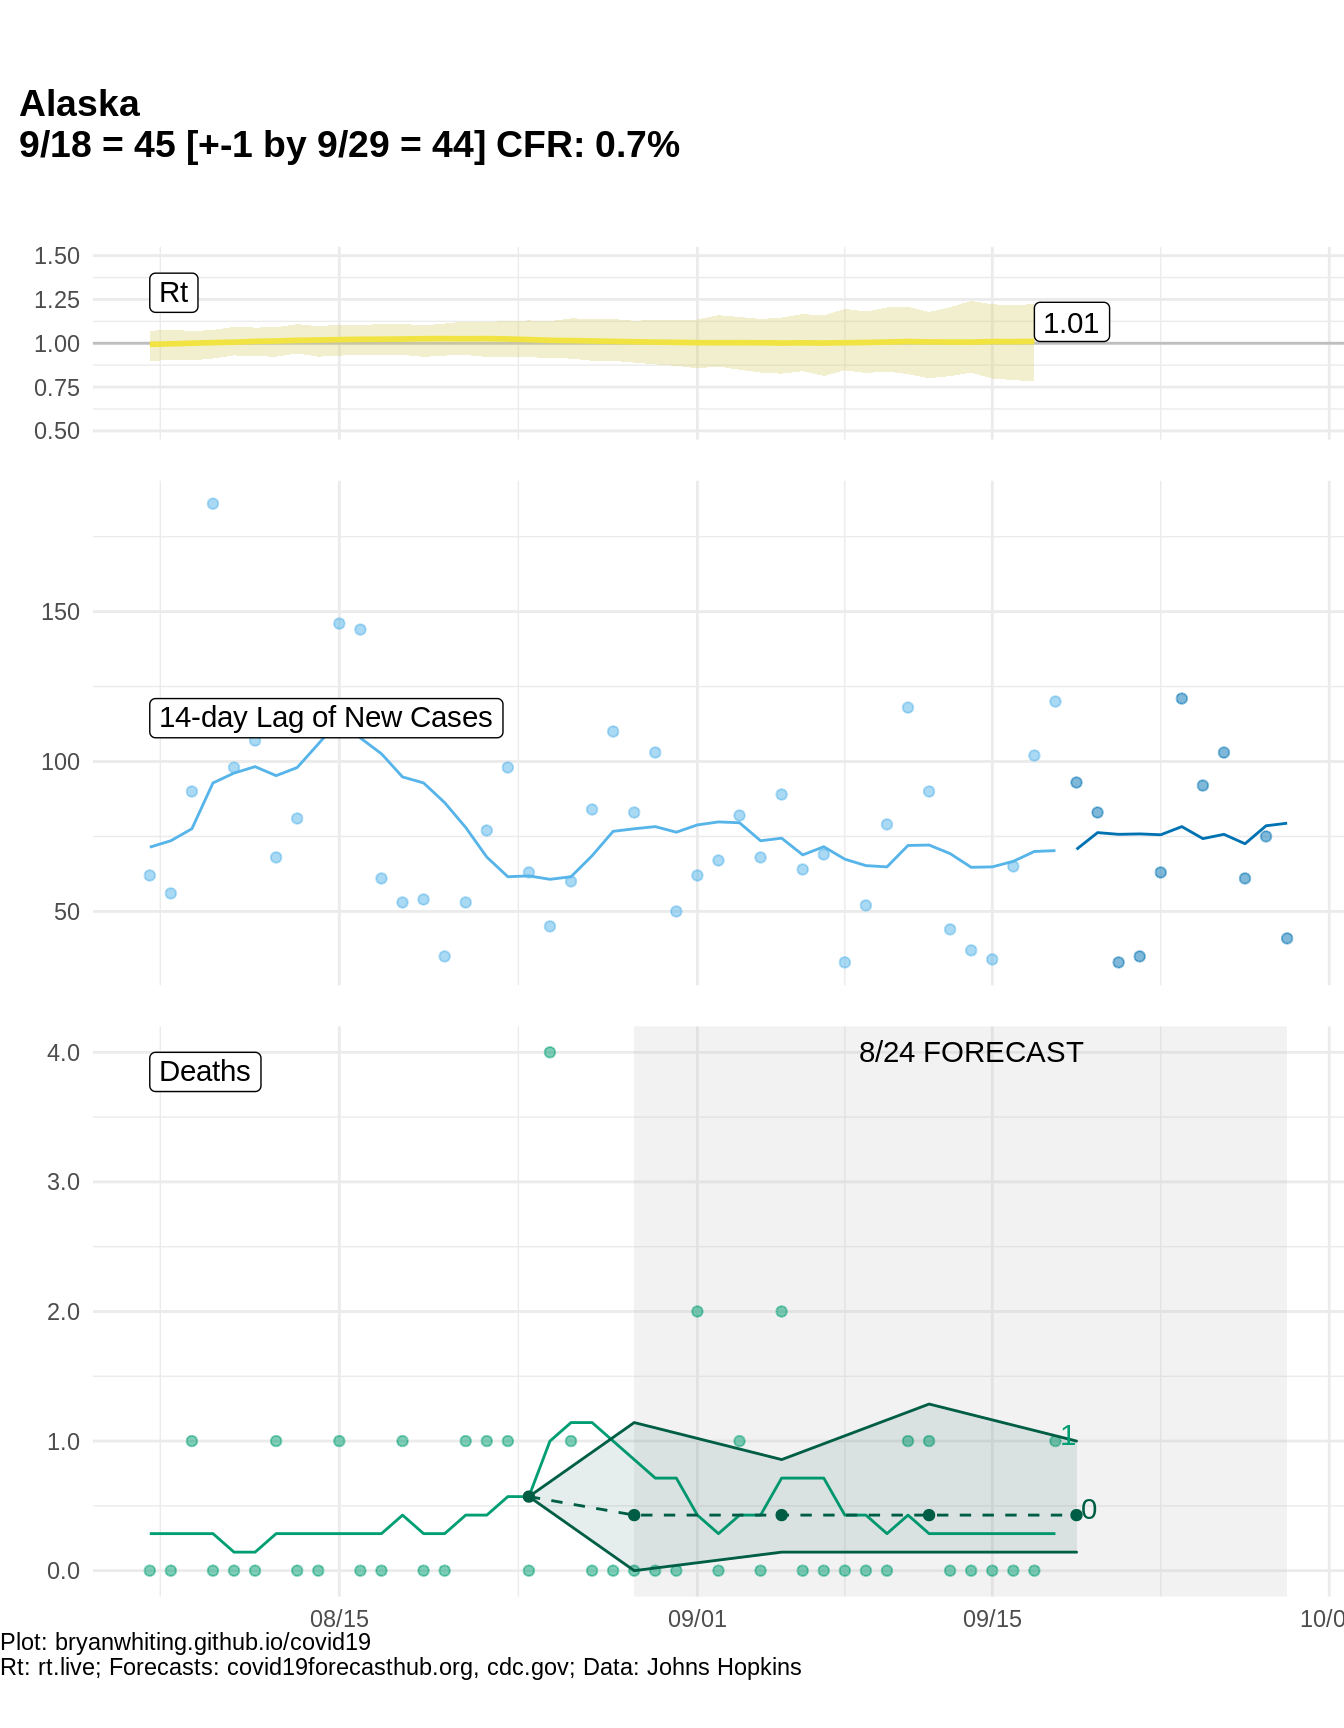 Alaska
9/18 = 45 [+-1 by 9/29 = 44] CFR: 0.7%
1.50
Rt
1.25
1.01
1.00
0.75
0.50
150
14-day Lag of New Cases
100
50
8/24 FORECAST
4.0
Deaths
3.0
2.0
1.0
1
0
0.0
08/15
09/01
09/15
10/0
Plot: bryanwhiting.github.io/covid19
Rt: rt.live; Forecasts: covid19forecasthub.org, cdc.gov; Data: Johns Hopkins